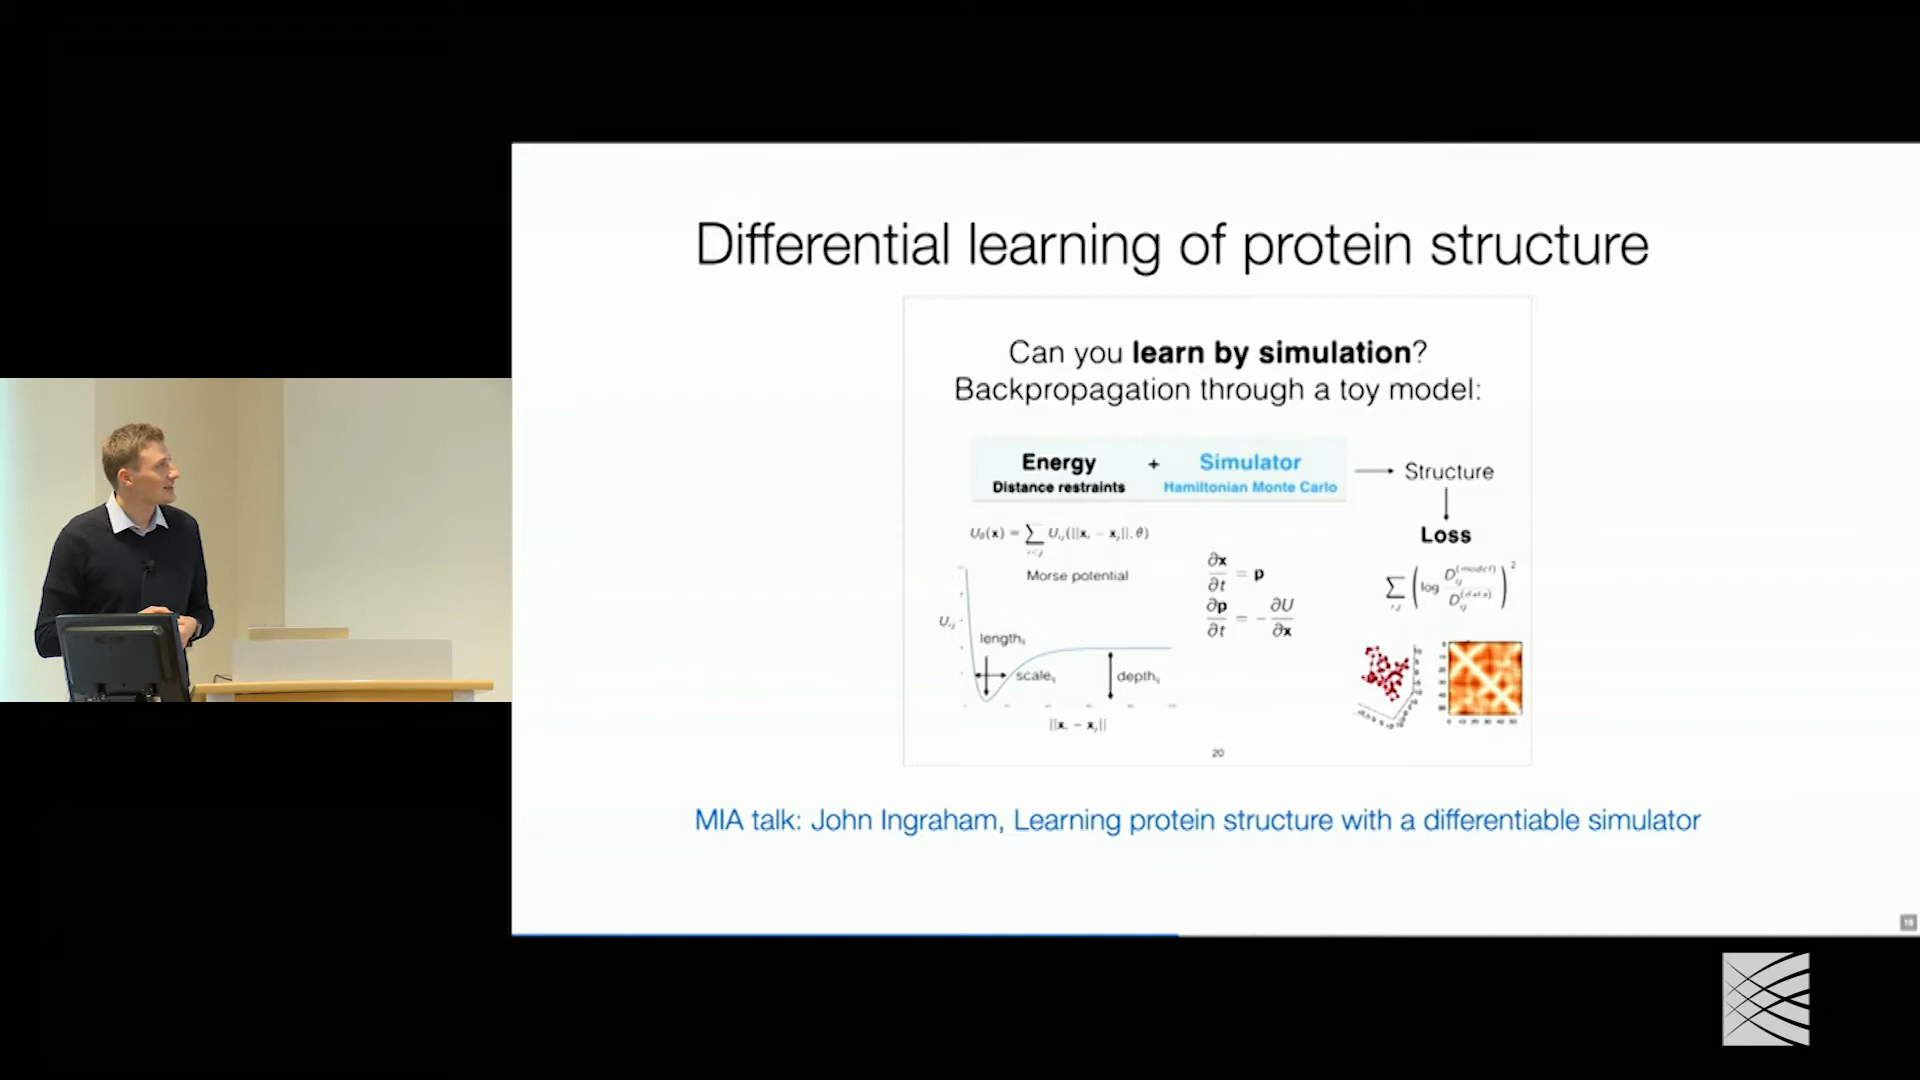 Differential learning of protein structure
Can you learn by simulation?
Backpropagation through a toy model:
Energy + Simulator → Structure
Distance restraints Hamiltonian Monte Carlo
Loss
Morse potential
∂x/∂t = p
∂p/∂t = - ∂U/∂x
length
scale
depth
20
MIA talk: John Ingraham, Learning protein structure with a differentiable simulator